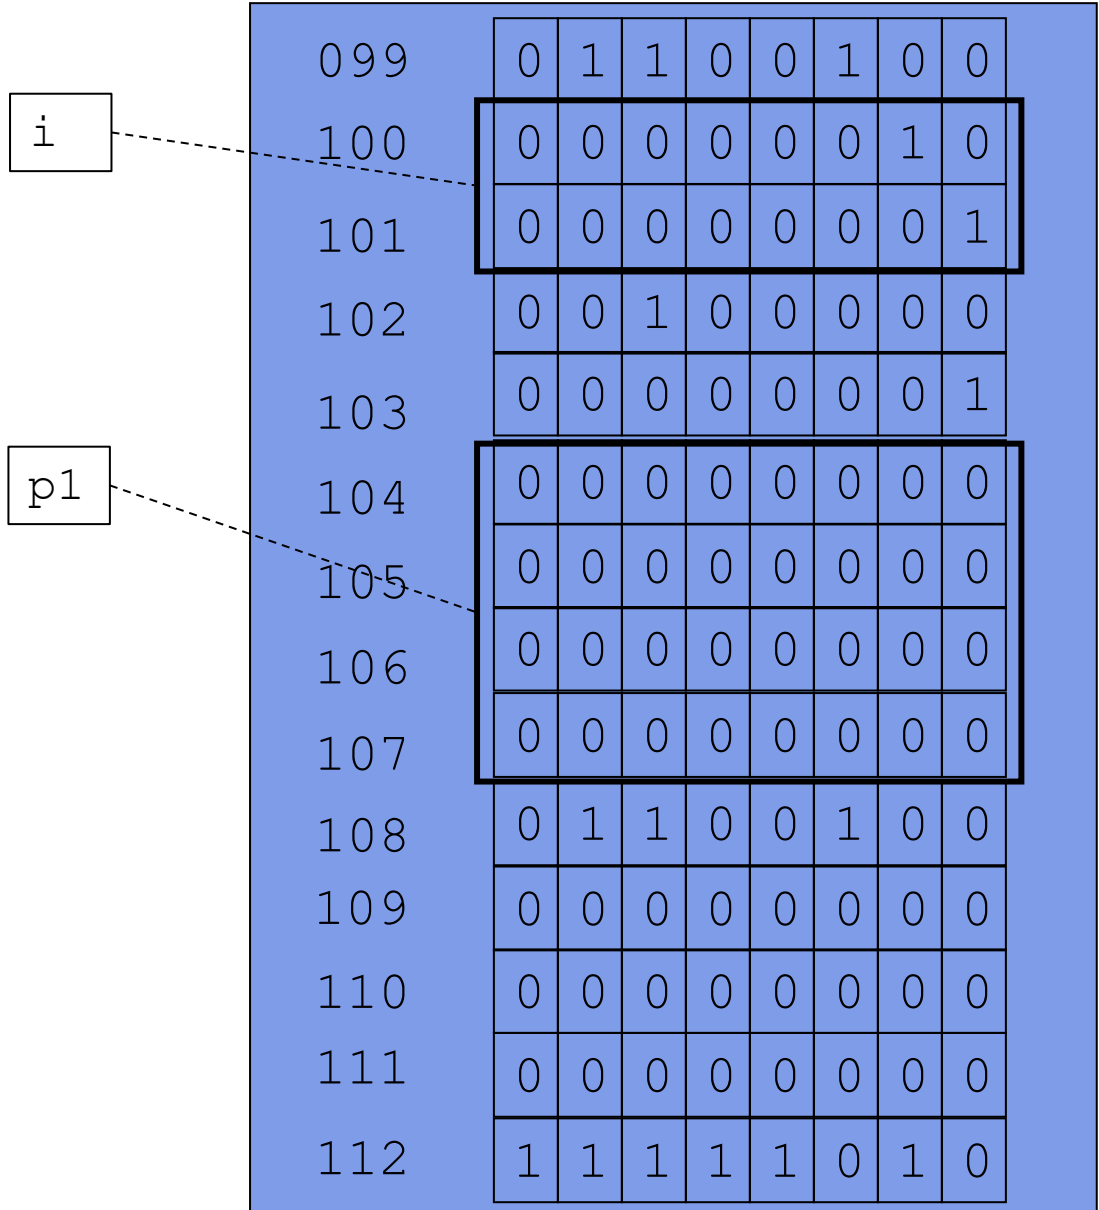 099 0 1 1 0 0 1 0 0
i
100 0 0 0 0 0 0 1 0
101 0 0 0 0 0 0 0 1
102 0 0 1 0 0 0 0 0
103 0 0 0 0 0 0 0 1
p1
104 0 0 0 0 0 0 0 0
105 0 0 0 0 0 0 0 0
106 0 0 0 0 0 0 0 0
107 0 0 0 0 0 0 0 0
108 0 1 1 0 0 1 0 0
109 0 0 0 0 0 0 0 0
110 0 0 0 0 0 0 0 0
111 0 0 0 0 0 0 0 0
112 1 1 1 1 1 0 1 0